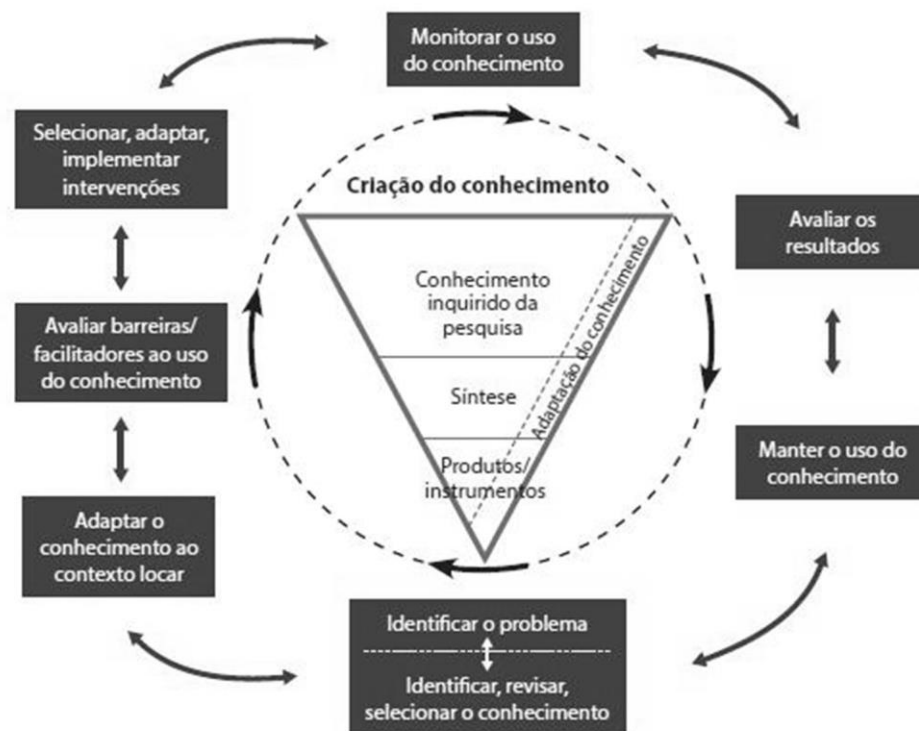 Monitorar o uso
do conhecimento
Selecionar, adaptar,
implementar
intervenções
Criação do conhecimento
Avaliar os
resultados
Conhecimento
inquirido da
pesquisa
Adaptação do conhecimento
Avaliar barreiras/
facilitadores ao uso
do conhecimento
Síntese
Manter o uso do
conhecimento
Produtos/
instrumentos
Adaptar o
conhecimento ao
contexto locar
Identificar o problema
Identificar, revisar,
selecionar o conhecimento